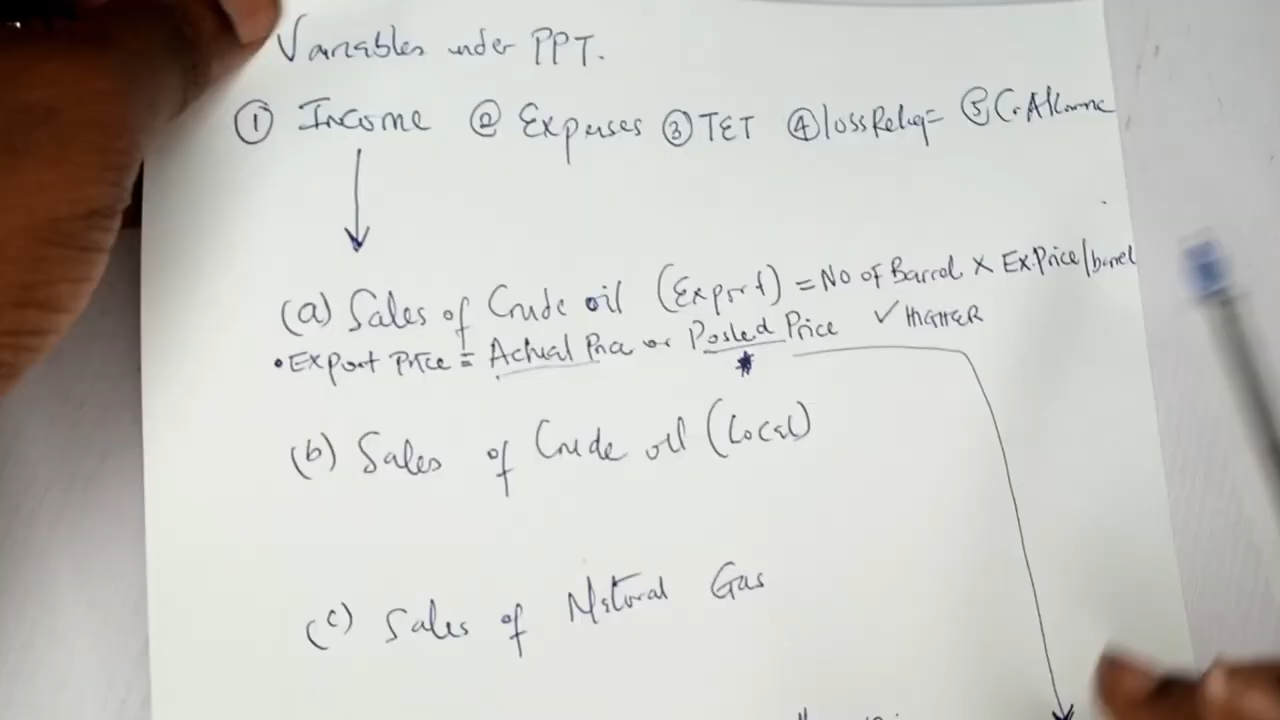 Variables under PPT.
① Income ② Expenses ③ TET ④ loss Relief ⑤ C. Allowance
(a) Sales of Crude oil (Export) = No of Barrel X Ex.Price/barrel
• Export Price = Actual Price or Posted Price ✓ HIGHER
(b) Sales of Crude oil (Local)
(c) Sales of Natural Gas